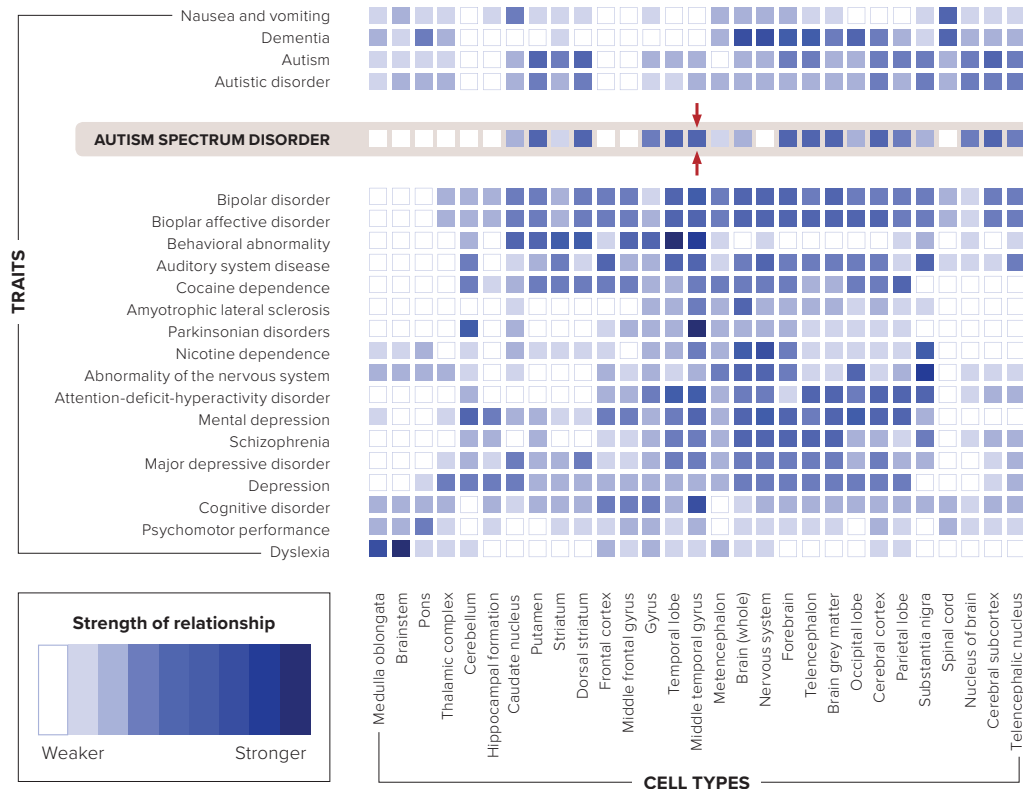 Nausea and vomiting
Dementia
Autism
Autistic disorder
AUTISM SPECTRUM DISORDER
Bipolar disorder
Bioplar affective disorder
Behavioral abnormality
Auditory system disease
Cocaine dependence
Amyotrophic lateral sclerosis
Parkinsonian disorders
Nicotine dependence
Abnormality of the nervous system
Attention-deficit-hyperactivity disorder
Mental depression
Schizophrenia
Major depressive disorder
Depression
Cognitive disorder
Psychomotor performance
Dyslexia
TRAITS
Medulla oblongata
Brainstem
Pons
Thalamic complex
Cerebellum
Hippocampal formation
Caudate nucleus
Putamen
Striatum
Dorsal striatum
Frontal cortex
Middle frontal gyrus
Gyrus
Temporal lobe
Middle temporal gyrus
Metencephalon
Brain (whole)
Nervous system
Forebrain
Telencephalon
Brain grey matter
Occipital lobe
Cerebral cortex
Parietal lobe
Substantia nigra
Spinal cord
Nucleus of brain
Cerebral subcortex
Telencephalic nucleus
CELL TYPES
Strength of relationship
Weaker
Stronger